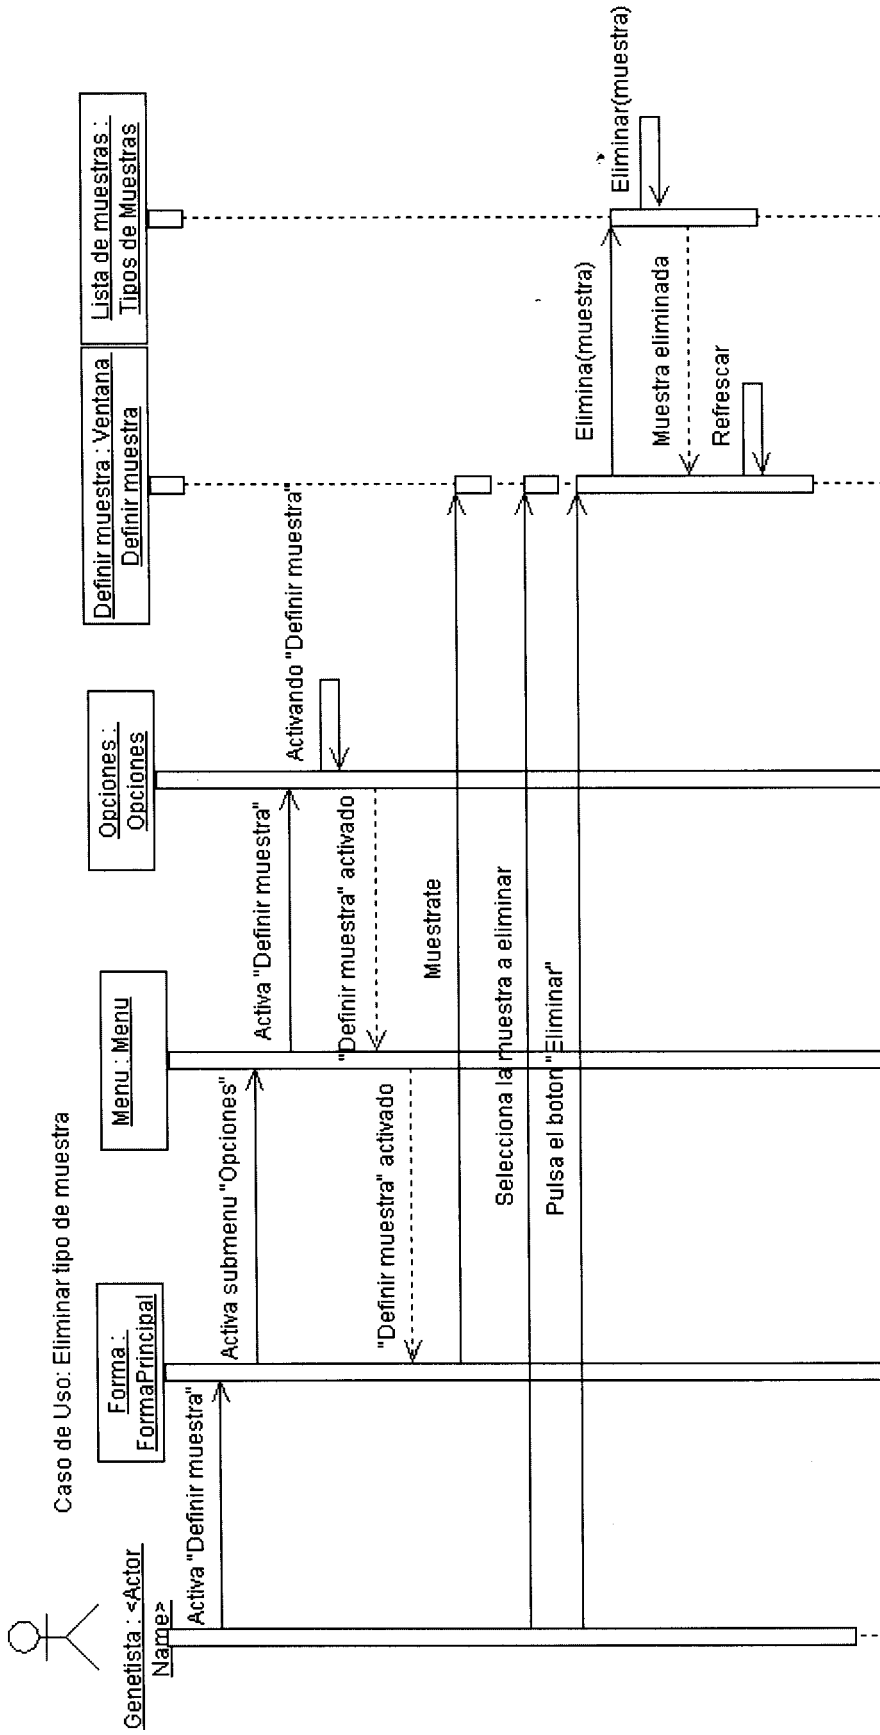 Caso de Uso: Eliminar tipo de muestra
Genetista : <Actor
Name>
Forma :
FormaPrincipal
Menu : Menu
Opciones :
Opciones
Definir muestra : Ventana
Definir muestra
Lista de muestras :
Tipos de Muestras
Activa "Definir muestra"
Activa submenu "Opciones"
Activa "Definir muestra"
Activando "Definir muestra"
"Definir muestra" activado
"Definir muestra" activado
Muestrate
Selecciona la muestra a eliminar
Pulsa el boton "Eliminar"
Elimina(muestra)
Eliminar(muestra)
Muestra eliminada
Refrescar